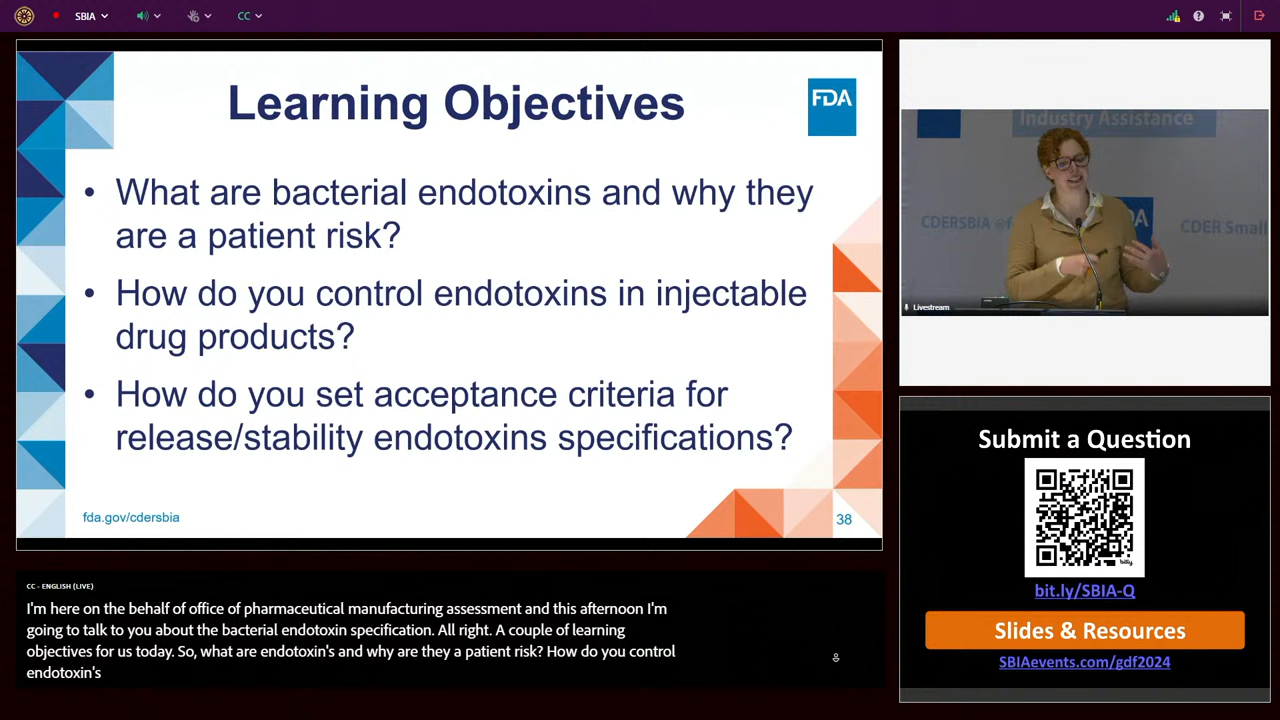 SBIA
CC
Learning Objectives
FDA
• What are bacterial endotoxins and why they
are a patient risk?
• How do you control endotoxins in injectable
drug products?
• How do you set acceptance criteria for
release/stability endotoxins specifications?
fda.gov/cdersbia
38
Industry Assistance
CDERSBIA @f
DA
CDER Small
Livestream
Submit a Question
bitly
bit.ly/SBIA-Q
Slides & Resources
SBIAevents.com/gdf2024
CC - ENGLISH (LIVE)
I'm here on the behalf of office of pharmaceutical manufacturing assessment and this afternoon I'm
going to talk to you about the bacterial endotoxin specification. All right. A couple of learning
objectives for us today. So, what are endotoxin's and why are they a patient risk? How do you control
endotoxin's